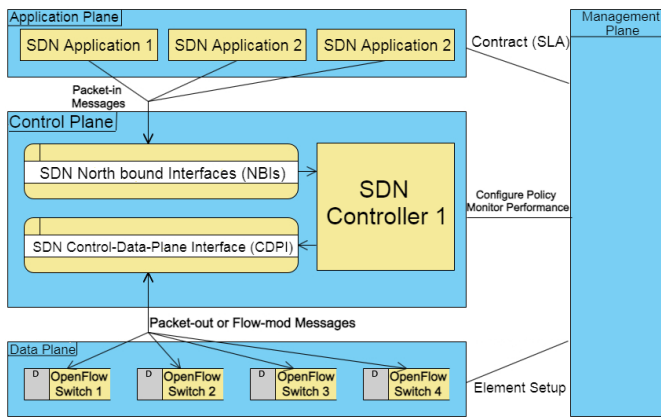 Application Plane
SDN Application 1
SDN Application 2
SDN Application 2
Management
Plane
Contract (SLA)
Packet-in
Messages
Control Plane
SDN North bound Interfaces (NBIs)
SDN
Controller 1
SDN Control-Data-Plane Interface (CDPI)
Configure Policy
Monitor Performance
Packet-out or Flow-mod Messages
Data Plane
D
OpenFlow
Switch 1
D
OpenFlow
Switch 2
D
OpenFlow
Switch 3
D
OpenFlow
Switch 4
Element Setup